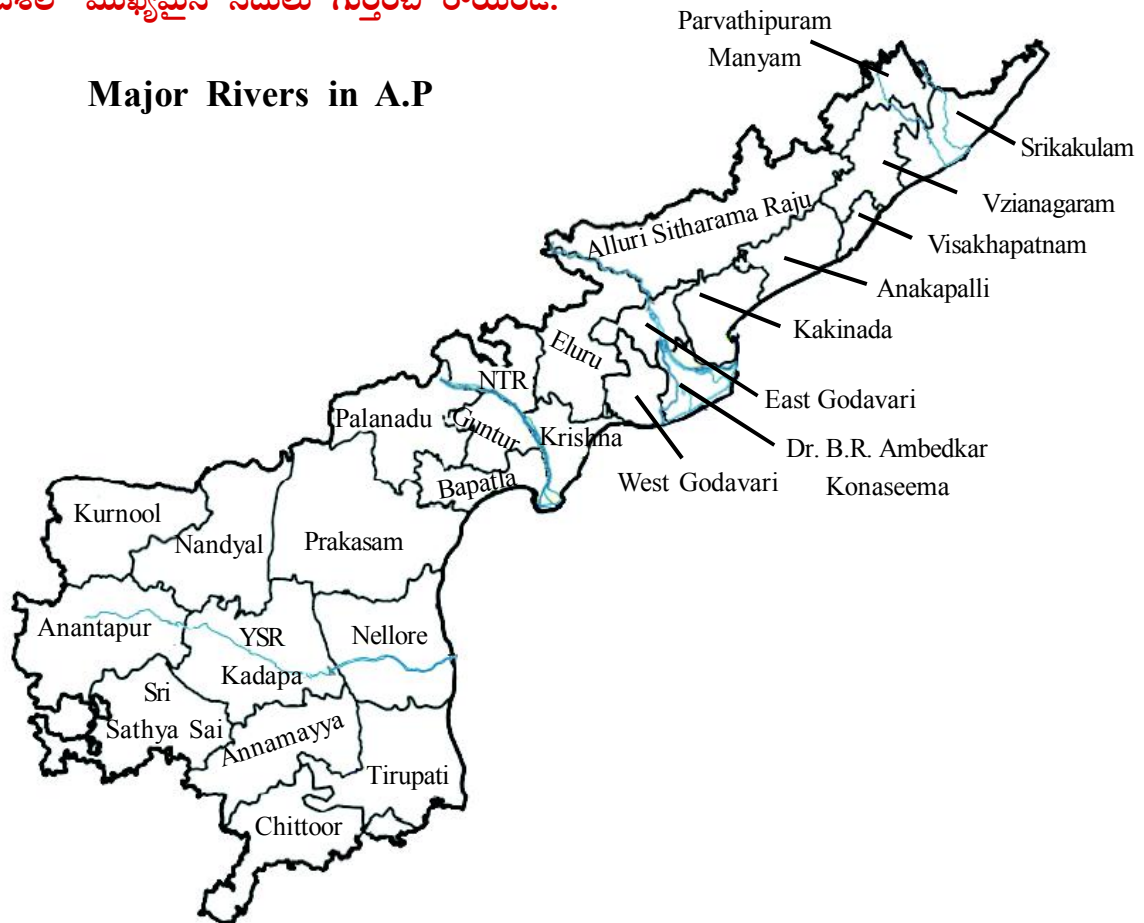 ముఖ్యమైన నదులు గుర్తించి రాయండి.
Major Rivers in A.P
Parvathipuram
Manyam
Srikakulam
Vzianagaram
Visakhapatnam
Alluri Sitharama Raju
Anakapalli
Kakinada
Eluru
NTR
East Godavari
Palanadu
Guntur
Krishna
Dr. B.R. Ambedkar
Konaseema
West Godavari
Bapatla
Kurnool
Nandyal
Prakasam
Anantapur
YSR
Kadapa
Nellore
Sri
Sathya Sai
Annamayya
Tirupati
Chittoor